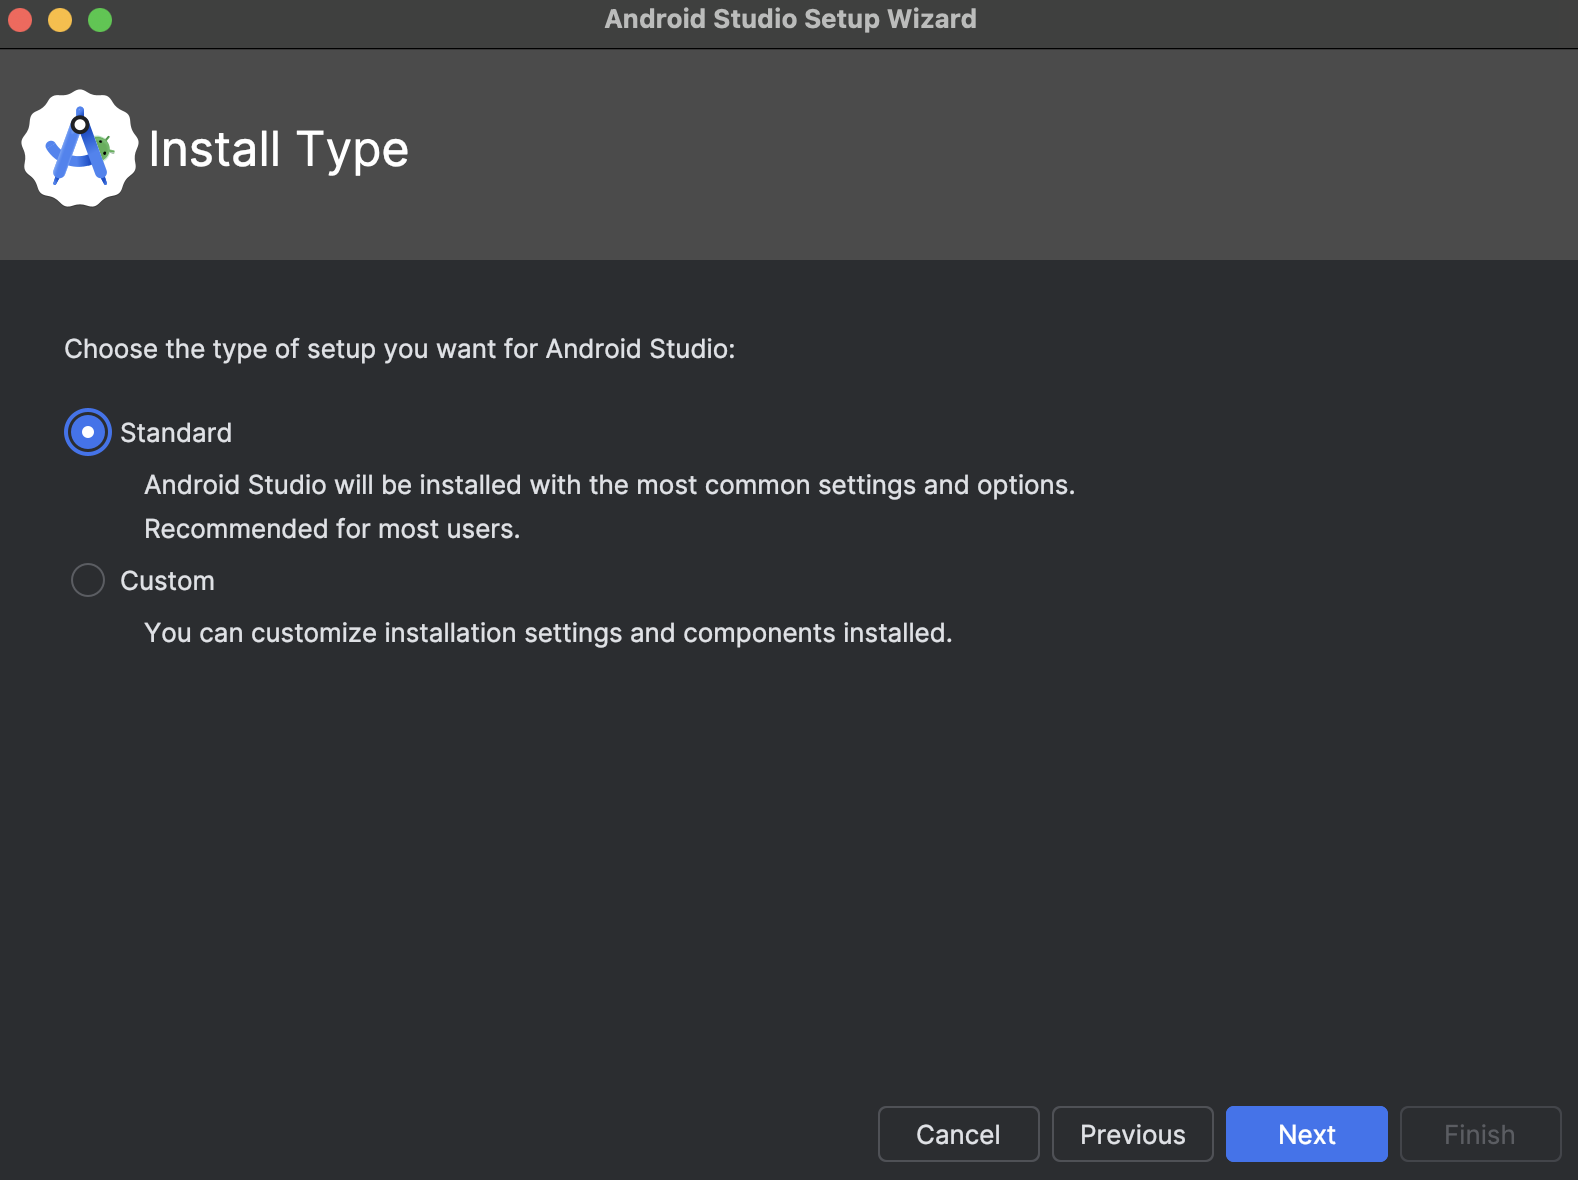 Android Studio Setup Wizard
Install Type
Choose the type of setup you want for Android Studio:
Standard
Android Studio will be installed with the most common settings and options.
Recommended for most users.
Custom
You can customize installation settings and components installed.
Cancel
Previous
Next
Finish